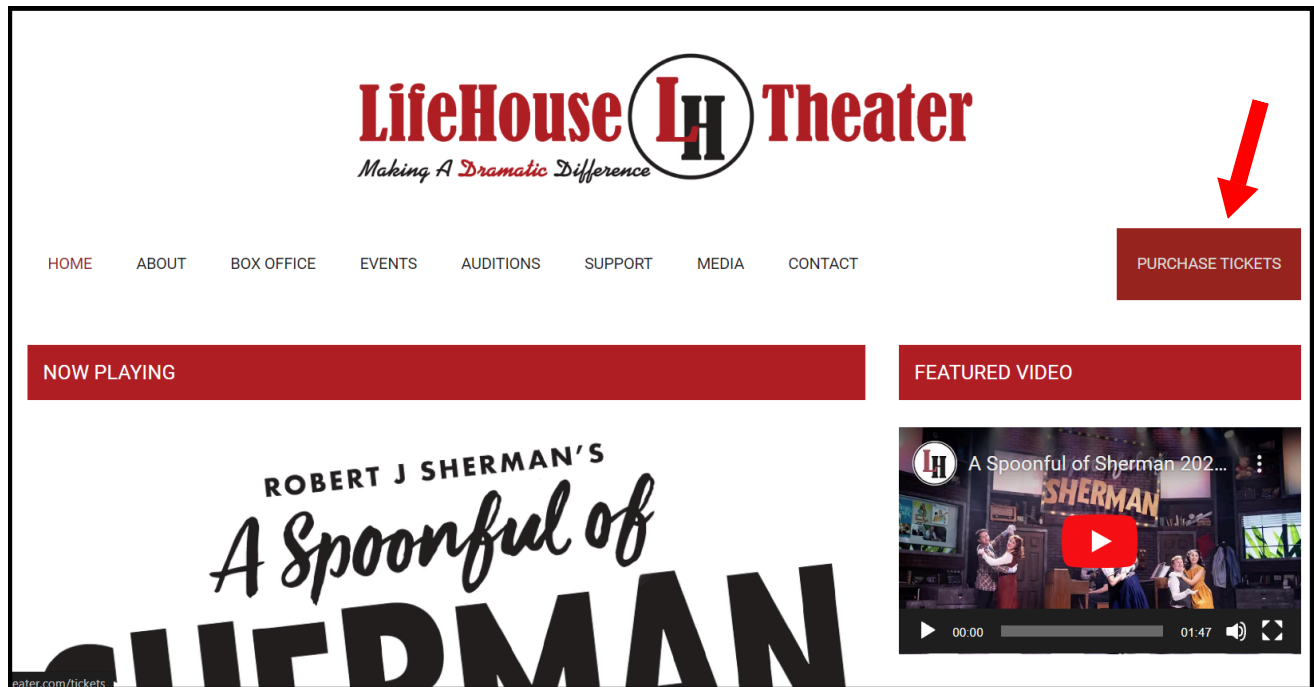 LifeHouse LH Theater
Making A Dramatic Difference
HOME ABOUT BOX OFFICE EVENTS AUDITIONS SUPPORT MEDIA CONTACT PURCHASE TICKETS
NOW PLAYING
ROBERT J SHERMAN'S
A Spoonful of
SHERMAN
FEATURED VIDEO
LH A Spoonful of Sherman 202...
SHERMAN
00:00 01:47
eater.com/tickets